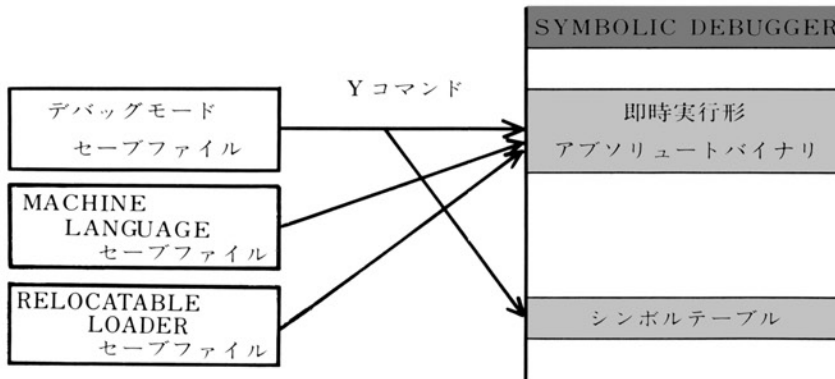 SYMBOLIC DEBUGGER
Yコマンド
デバッグモード
セーブファイル
即時実行形
アブソリュートバイナリ
MACHINE
LANGUAGE
セーブファイル
RELOCATABLE
LOADER
セーブファイル
シンボルテーブル